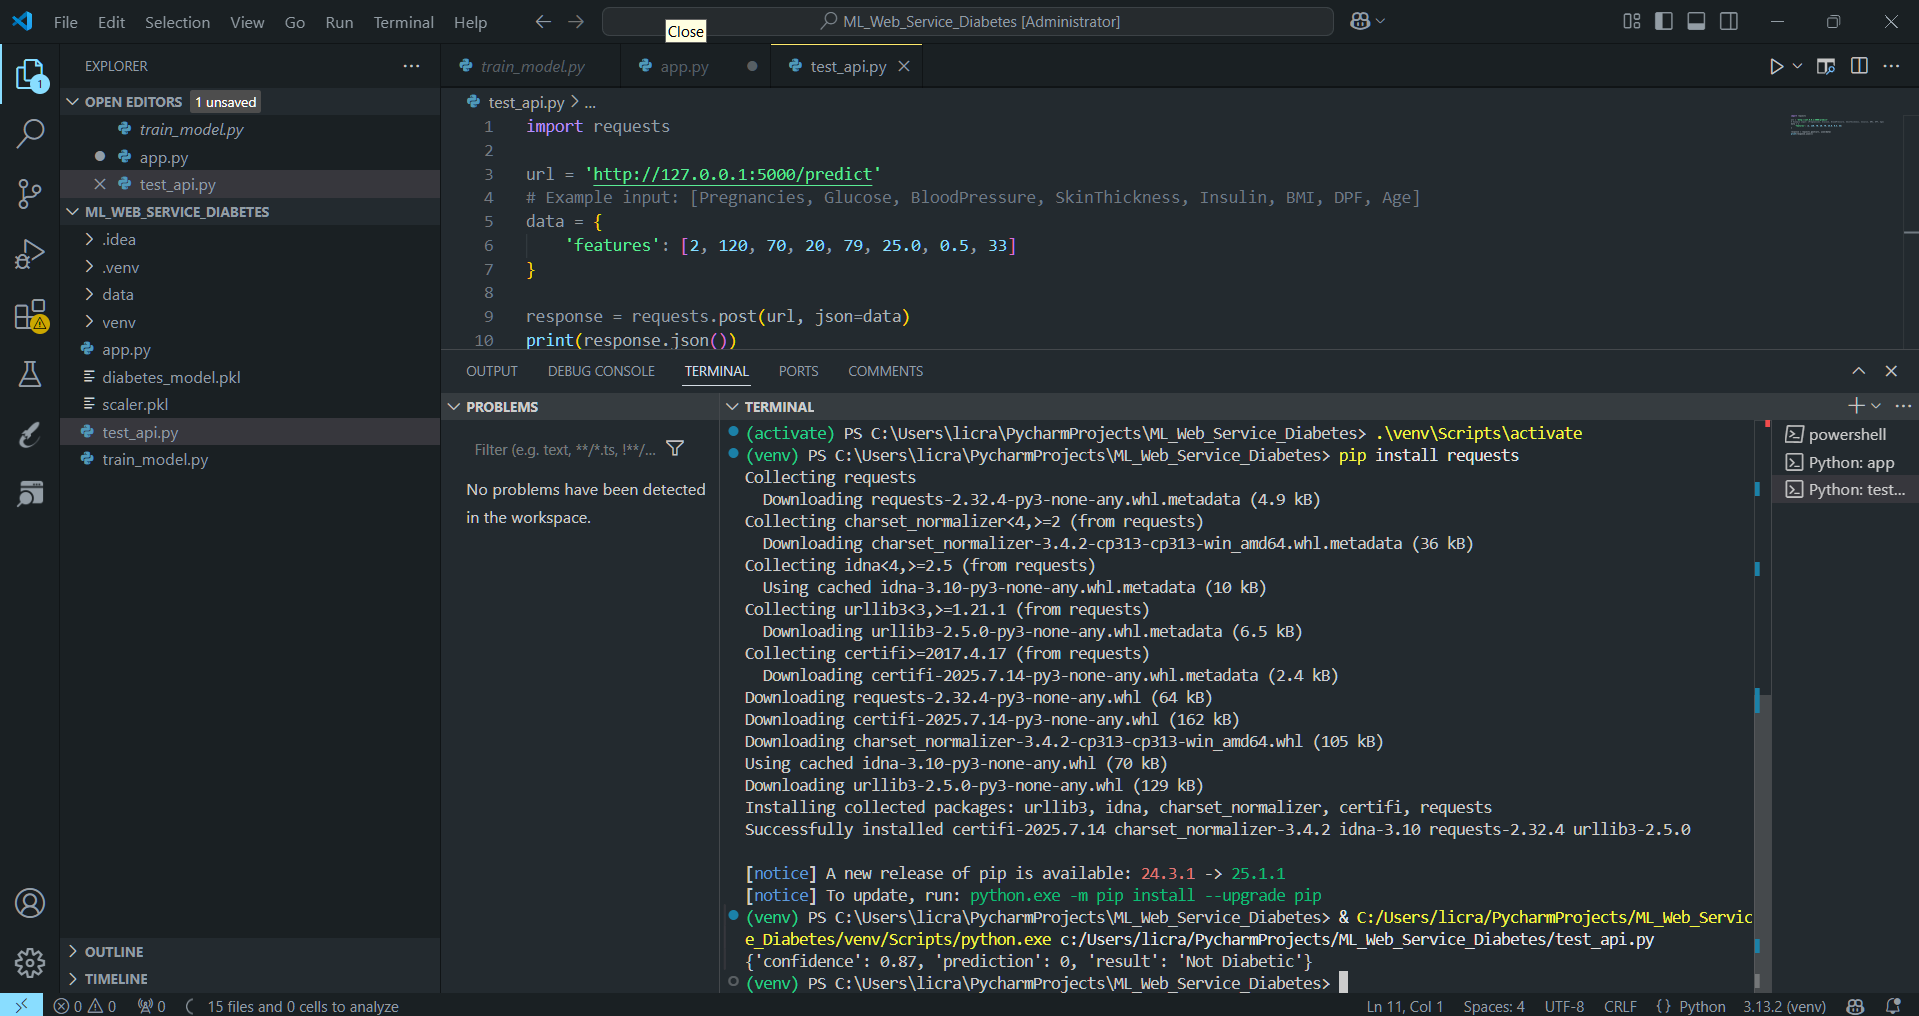 File Edit Selection View Go Run Terminal Help
ML_Web_Service_Diabetes [Administrator]
Close
EXPLORER
OPEN EDITORS 1 unsaved
train_model.py
app.py
test_api.py
ML_WEB_SERVICE_DIABETES
.idea
.venv
data
venv
app.py
diabetes_model.pkl
scaler.pkl
test_api.py
train_model.py
OUTLINE
TIMELINE
1
train_model.py app.py test_api.py
test_api.py > ...
1 import requests
2
3 url = 'http://127.0.0.1:5000/predict'
4 # Example input: [Pregnancies, Glucose, BloodPressure, SkinThickness, Insulin, BMI, DPF, Age]
5 data = {
6 'features': [2, 120, 70, 20, 79, 25.0, 0.5, 33]
7 }
8
9 response = requests.post(url, json=data)
10 print(response.json())
OUTPUT DEBUG CONSOLE TERMINAL PORTS COMMENTS
PROBLEMS
Filter (e.g. text, **/*.ts, !**/...
No problems have been detected
in the workspace.
TERMINAL
(activate) PS C:\Users\licra\PycharmProjects\ML_Web_Service_Diabetes> .\venv\Scripts\activate
(venv) PS C:\Users\licra\PycharmProjects\ML_Web_Service_Diabetes> pip install requests
Collecting requests
Downloading requests-2.32.4-py3-none-any.whl.metadata (4.9 kB)
Collecting charset_normalizer<4,>=2 (from requests)
Downloading charset_normalizer-3.4.2-cp313-cp313-win_amd64.whl.metadata (36 kB)
Collecting idna<4,>=2.5 (from requests)
Using cached idna-3.10-py3-none-any.whl.metadata (10 kB)
Collecting urllib3<3,>=1.21.1 (from requests)
Downloading urllib3-2.5.0-py3-none-any.whl.metadata (6.5 kB)
Collecting certifi>=2017.4.17 (from requests)
Downloading certifi-2025.7.14-py3-none-any.whl.metadata (2.4 kB)
Downloading requests-2.32.4-py3-none-any.whl (64 kB)
Downloading certifi-2025.7.14-py3-none-any.whl (162 kB)
Downloading charset_normalizer-3.4.2-cp313-cp313-win_amd64.whl (105 kB)
Using cached idna-3.10-py3-none-any.whl (70 kB)
Downloading urllib3-2.5.0-py3-none-any.whl (129 kB)
Installing collected packages: urllib3, idna, charset_normalizer, certifi, requests
Successfully installed certifi-2025.7.14 charset_normalizer-3.4.2 idna-3.10 requests-2.32.4 urllib3-2.5.0
[notice] A new release of pip is available: 24.3.1 -> 25.1.1
[notice] To update, run: python.exe -m pip install --upgrade pip
(venv) PS C:\Users\licra\PycharmProjects\ML_Web_Service_Diabetes> & C:/Users/licra/PycharmProjects/ML_Web_Servic
e_Diabetes/venv/Scripts/python.exe c:/Users/licra/PycharmProjects/ML_Web_Service_Diabetes/test_api.py
{'confidence': 0.87, 'prediction': 0, 'result': 'Not Diabetic'}
(venv) PS C:\Users\licra\PycharmProjects\ML_Web_Service_Diabetes>
powershell
Python: app
Python: test...
0 0 0 15 files and 0 cells to analyze
Ln 11, Col 1 Spaces: 4 UTF-8 CRLF {} Python 3.13.2 (venv)